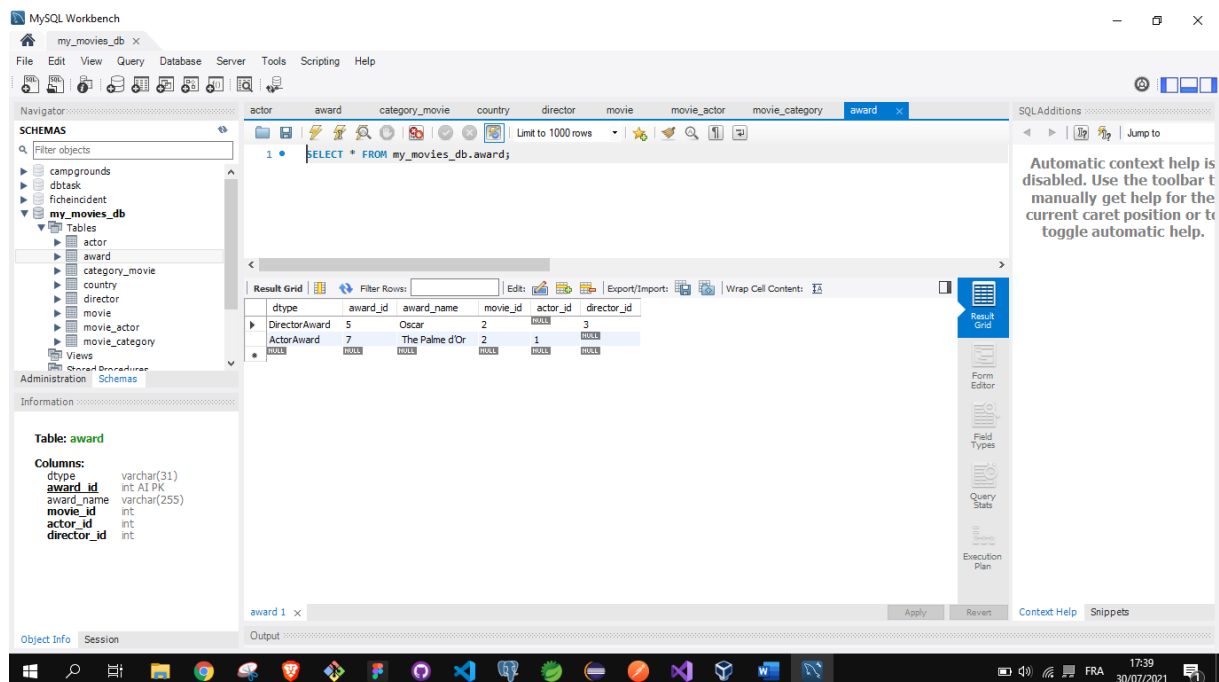 MySQL Workbench
my_movies_db
File Edit View Query Database Server Tools Scripting Help
Navigator
SCHEMAS
Filter objects
campgrounds
dbtask
ficheincident
my_movies_db
Tables
actor
award
category_movie
country
director
movie
movie_actor
movie_category
Views
Stored Procedures
Administration Schemas
Information
Table: award
Columns:
dtype varchar(31)
award_id int AI PK
award_name varchar(255)
movie_id int
actor_id int
director_id int
Object Info Session
actor award category_movie country director movie movie_actor movie_category award
Limit to 1000 rows
1 SELECT * FROM my_movies_db.award;
Result Grid Filter Rows: Edit: Export/Import: Wrap Cell Content:
dtype award_id award_name movie_id actor_id director_id
DirectorAward 5 Oscar 2 NULL 3
ActorAward 7 The Palme d'Or 2 1 NULL
NULL NULL NULL NULL NULL NULL
Result
Grid
Form
Editor
Field
Types
Query
Stats
Execution
Plan
award 1 Apply Revert
Output
SQLAdditions
Jump to
Automatic context help is
disabled. Use the toolbar t
manually get help for the
current caret position or to
toggle automatic help.
Context Help Snippets
FRA
17:39
30/07/2021